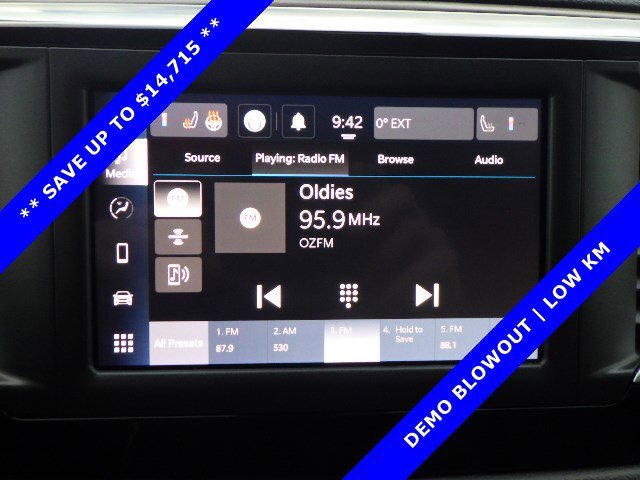 ** SAVE UP TO $14,715 **
9:42
0° EXT
Media
Source
Playing: Radio FM
Browse
Audio
FM
FM
Oldies
95.9 MHz
OZFM
All Presets
1. FM
87.9
2. AM
530
3. FM
4. Hold to Save
5. FM
88.1
DEMO BLOWOUT | LOW KM